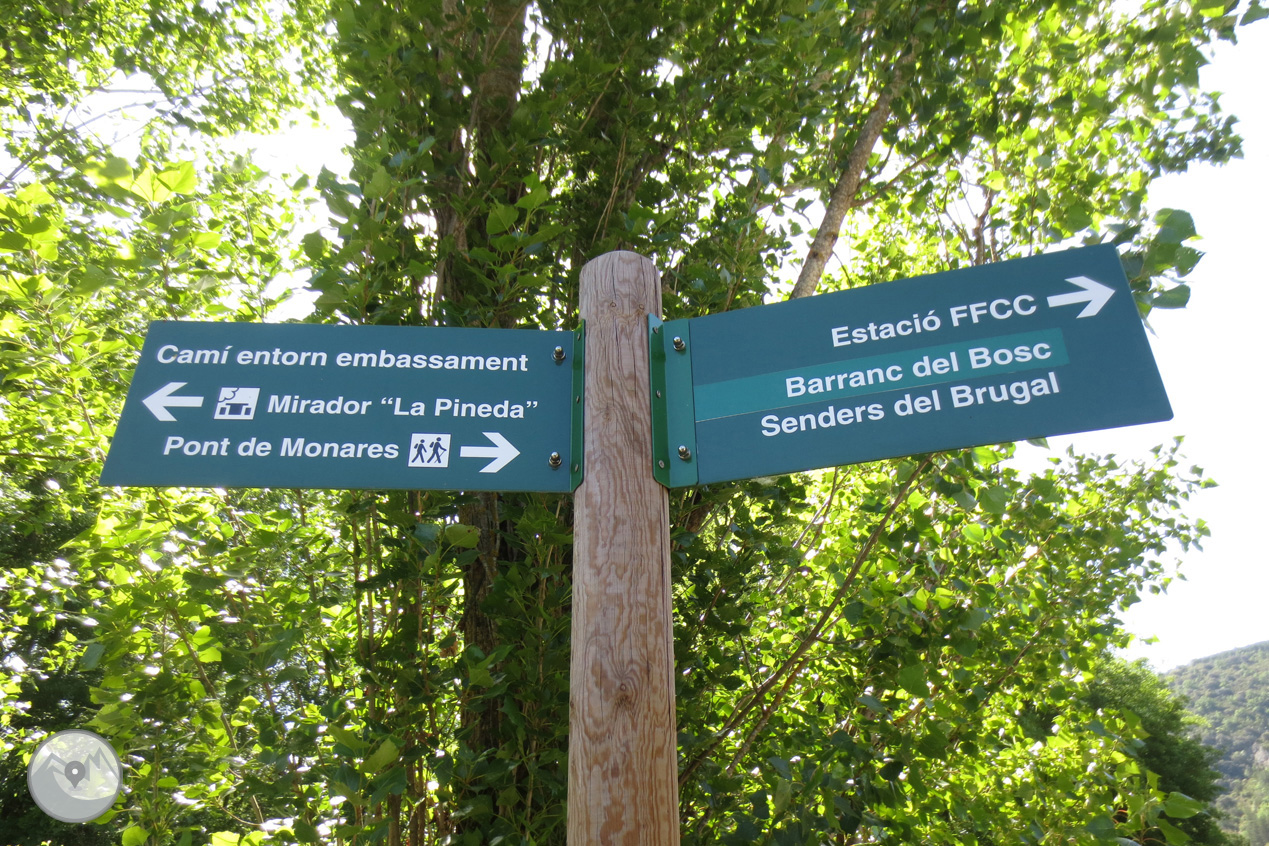 Camí entorn embassament
Mirador “La Pineda”
Pont de Monares
Estació FFCC
Barranc del Bosc
Senders del Brugal